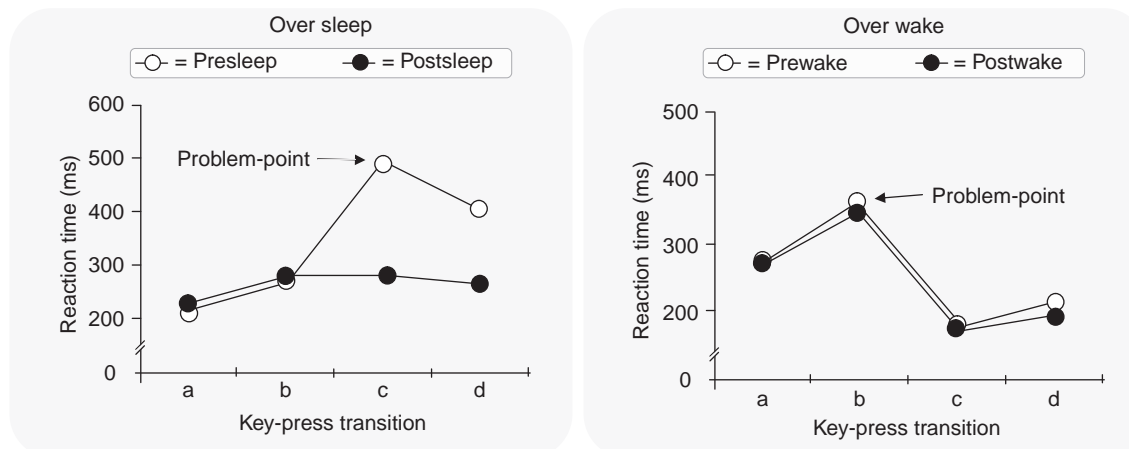 Over sleep
= Presleep = Postsleep
600
500
400
300
200
0
Reaction time (ms)
Problem-point
a b c d
Key-press transition
Over wake
= Prewake = Postwake
500
400
300
200
0
Reaction time (ms)
Problem-point
a b c d
Key-press transition